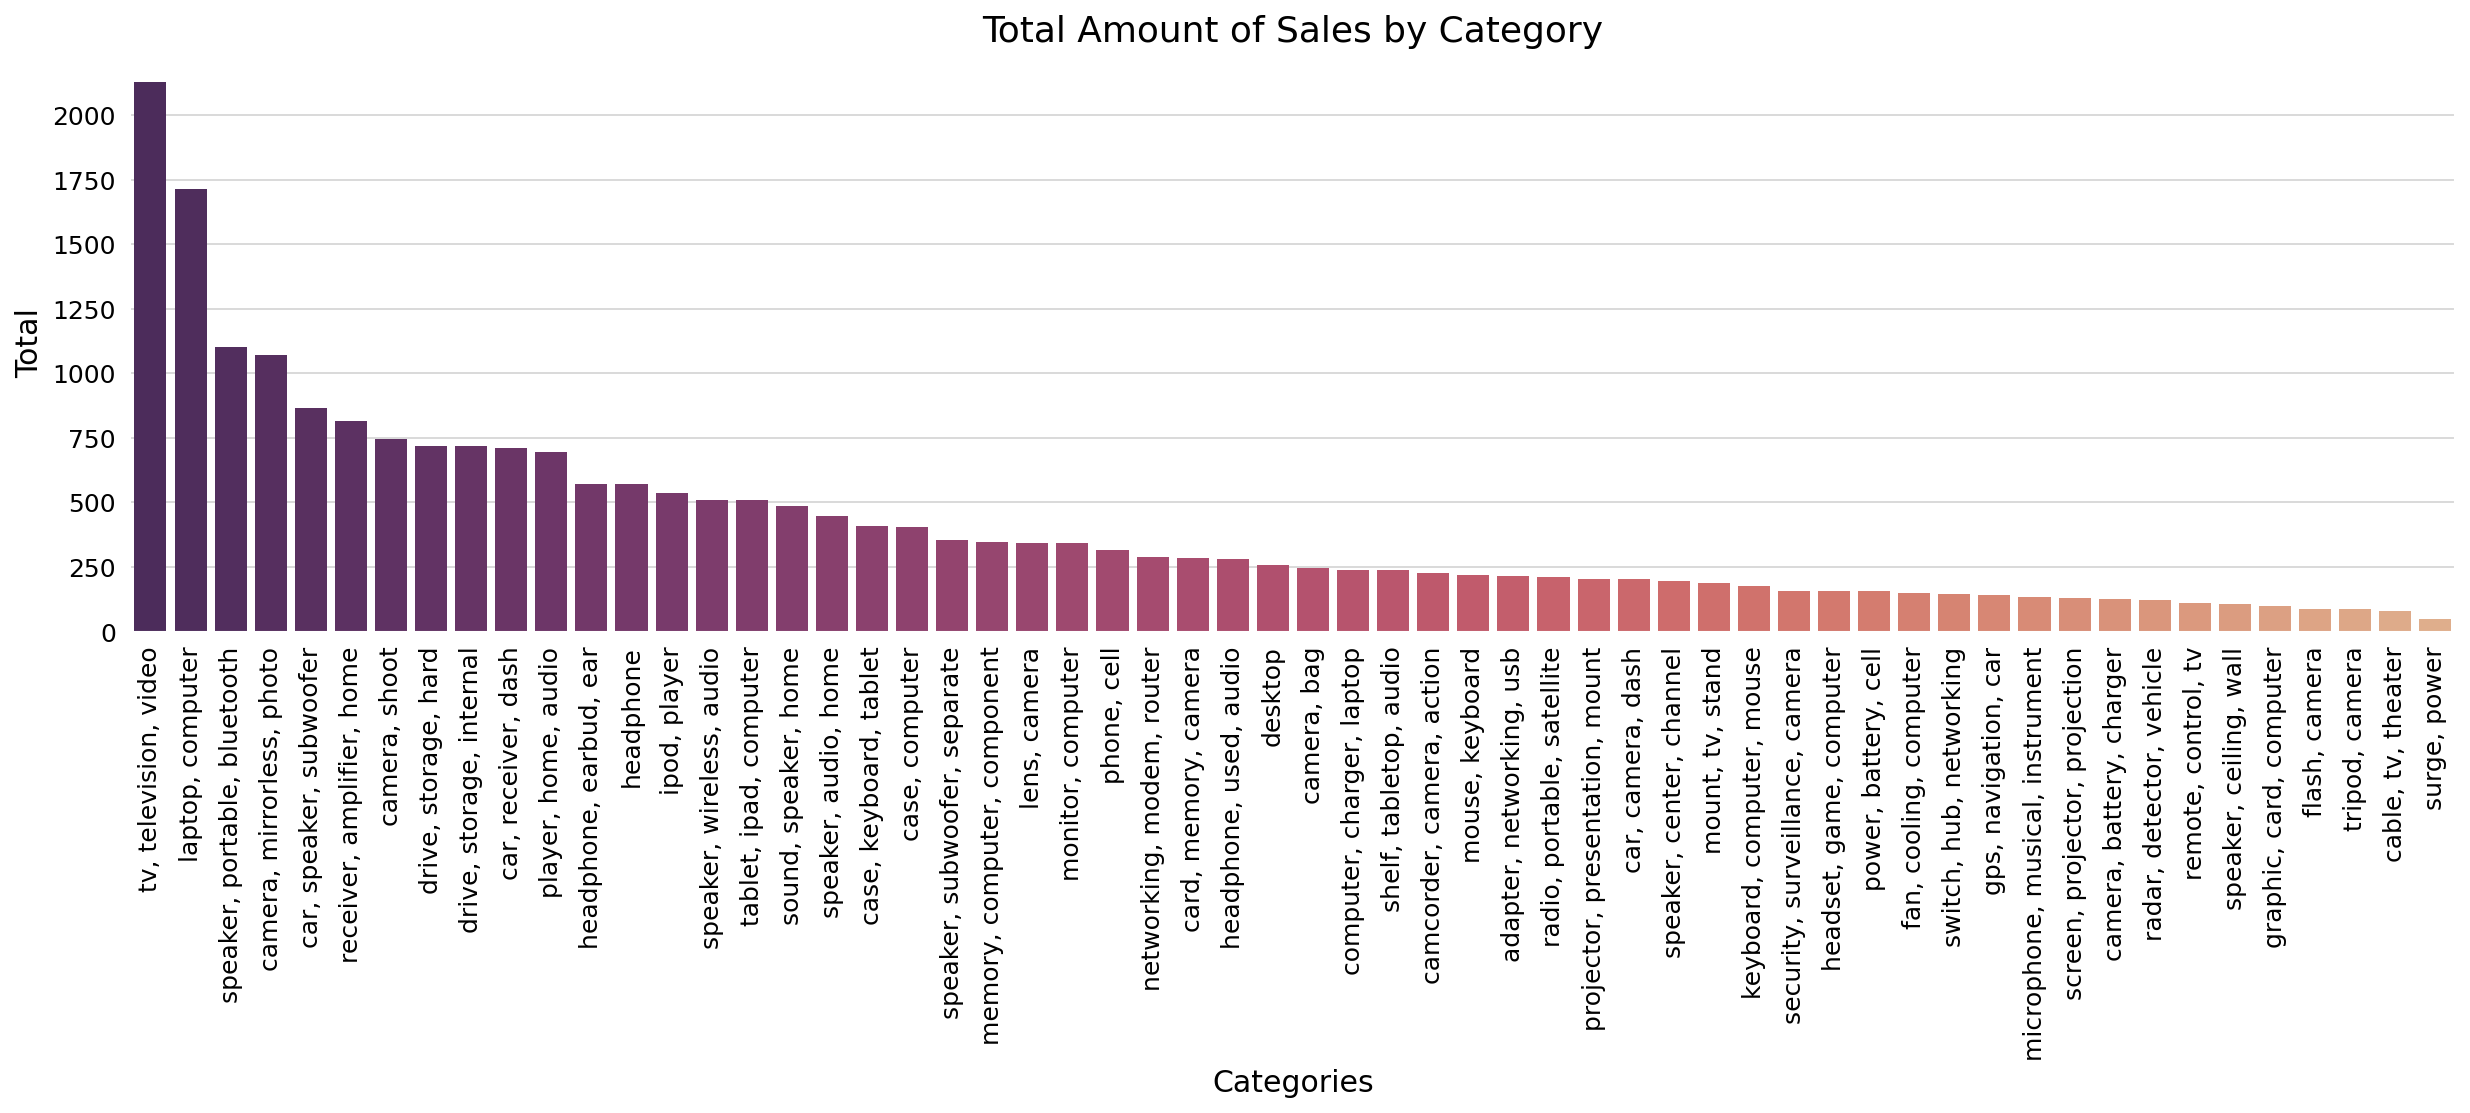 Total Amount of Sales by Category
Total
2000
1750
1500
1250
1000
750
500
250
0
tv, television, video
laptop, computer
speaker, portable, bluetooth
camera, mirrorless, photo
car, speaker, subwoofer
receiver, amplifier, home
camera, shoot
drive, storage, hard
drive, storage, internal
car, receiver, dash
player, home, audio
headphone, earbud, ear
headphone
ipod, player
speaker, wireless, audio
tablet, ipad, computer
sound, speaker, home
speaker, audio, home
case, keyboard, tablet
case, computer
speaker, subwoofer, separate
memory, computer, component
lens, camera
monitor, computer
phone, cell
networking, modem, router
card, memory, camera
headphone, used, audio
desktop
camera, bag
computer, charger, laptop
shelf, tabletop, audio
camcorder, camera, action
mouse, keyboard
adapter, networking, usb
radio, portable, satellite
projector, presentation, mount
car, camera, dash
speaker, center, channel
mount, tv, stand
keyboard, computer, mouse
security, surveillance, camera
headset, game, computer
power, battery, cell
fan, cooling, computer
switch, hub, networking
gps, navigation, car
microphone, musical, instrument
screen, projector, projection
camera, battery, charger
radar, detector, vehicle
remote, control, tv
speaker, ceiling, wall
graphic, card, computer
flash, camera
tripod, camera
cable, tv, theater
surge, power
Categories